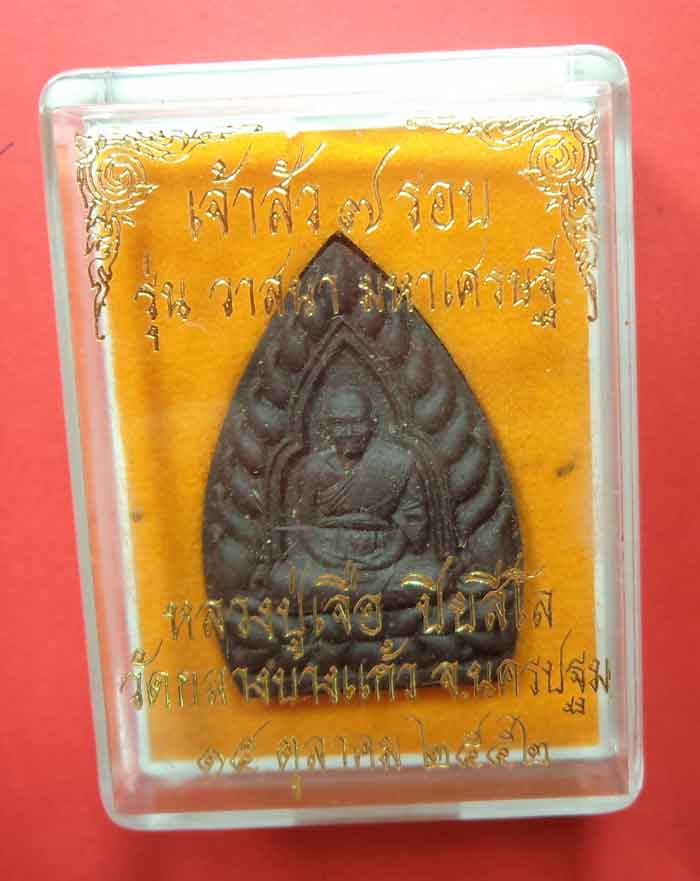 เจ้าสัว ๗ รอบ
รุ่น วาสนา มหาเศรษฐี
หลวงปู่เจือ ปิยสีโล
วัดกลางบางแก้ว จ.นครปฐม
๑๕ ตุลาคม ๒๕๕๒